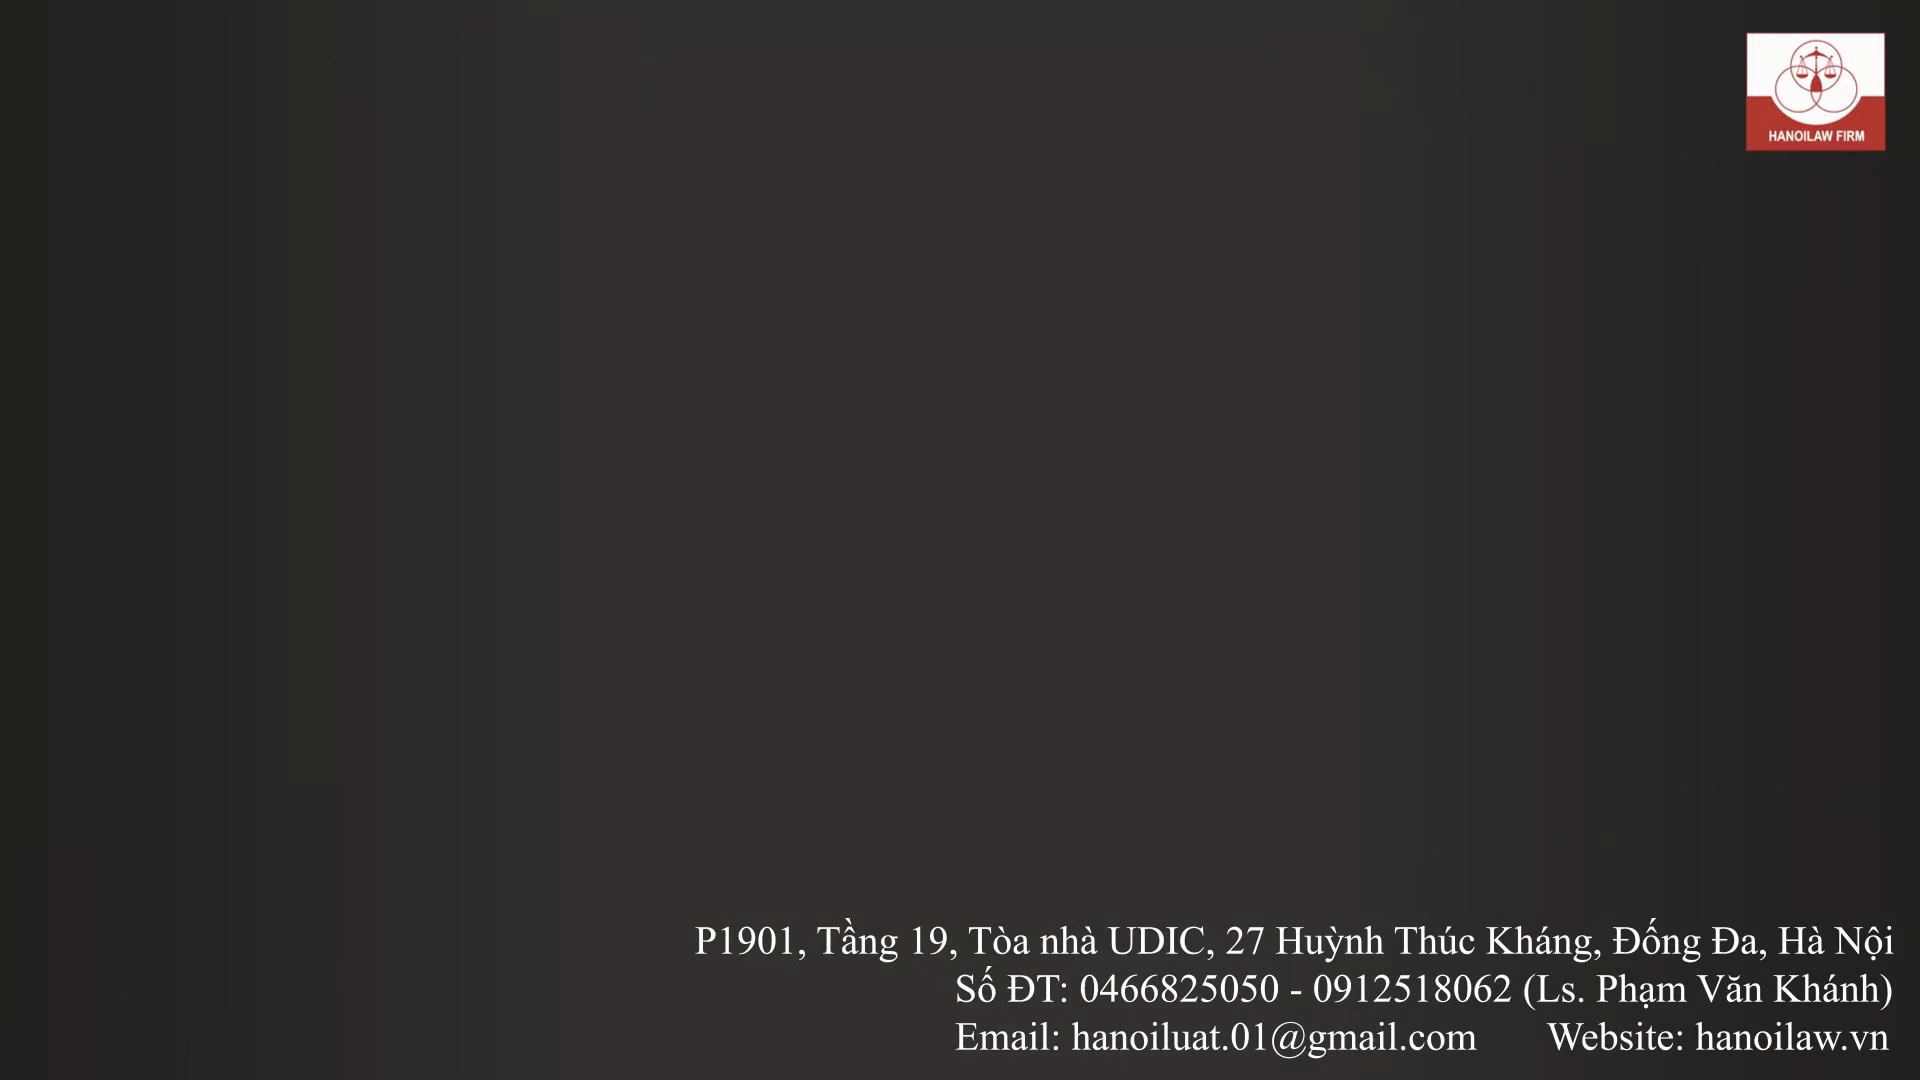 HANOILAW FIRM
P1901, Tầng 19, Tòa nhà UDIC, 27 Huỳnh Thúc Kháng, Đống Đa, Hà Nội
Số ĐT: 0466825050 - 0912518062 (Ls. Phạm Văn Khánh)
Email: hanoiluat.01@gmail.com Website: hanoilaw.vn